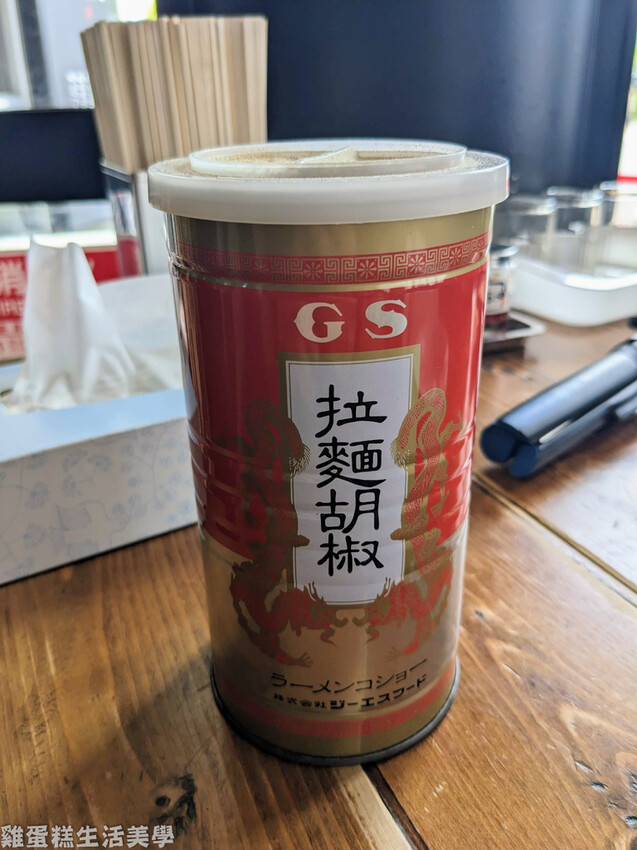 GS
拉麵胡椒
ラーメンコショー
株式会社ジーエスフード
消
雞蛋糕生活美學